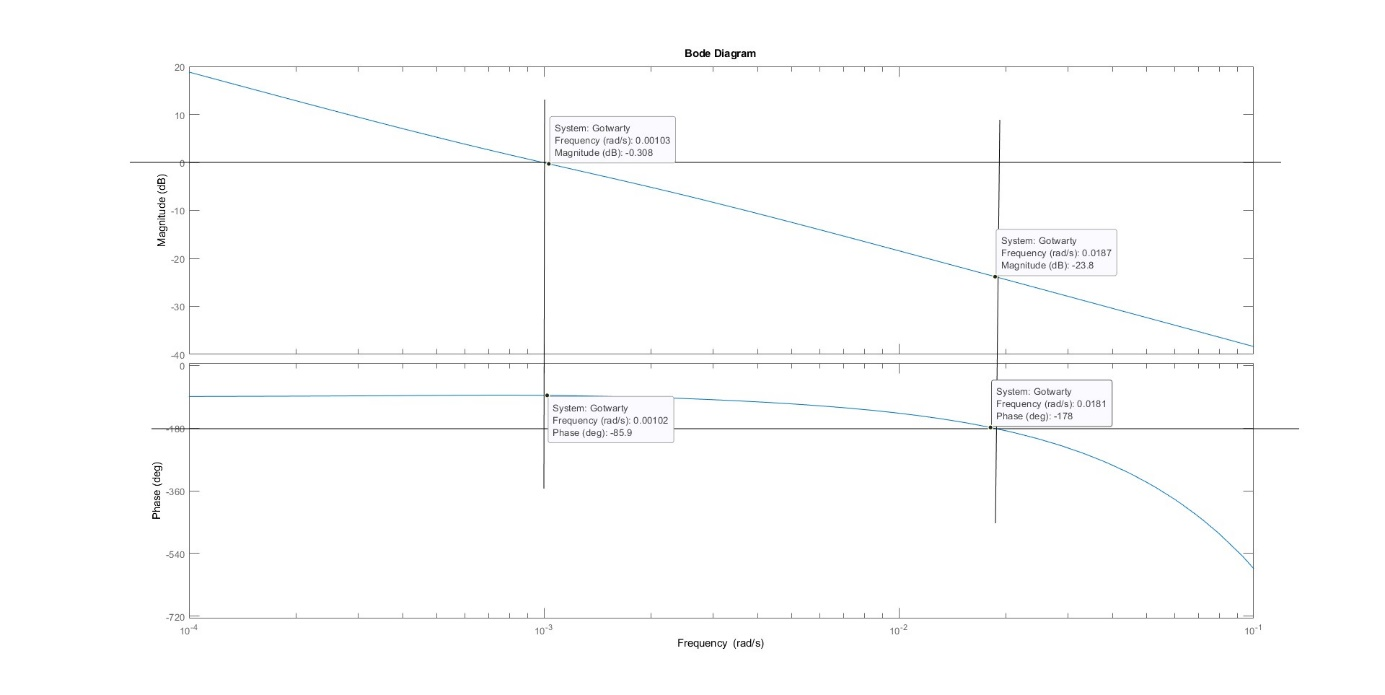 Bode Diagram
20
10
0
-10
-20
-30
-40
Magnitude (dB)
System: Gotwarty
Frequency (rad/s): 0.00103
Magnitude (dB): -0.308
System: Gotwarty
Frequency (rad/s): 0.0187
Magnitude (dB): -23.8
0
-180
-360
-540
-720
Phase (deg)
System: Gotwarty
Frequency (rad/s): 0.00102
Phase (deg): -85.9
System: Gotwarty
Frequency (rad/s): 0.0181
Phase (deg): -178
10-4 10-3 10-2 10-1
Frequency (rad/s)